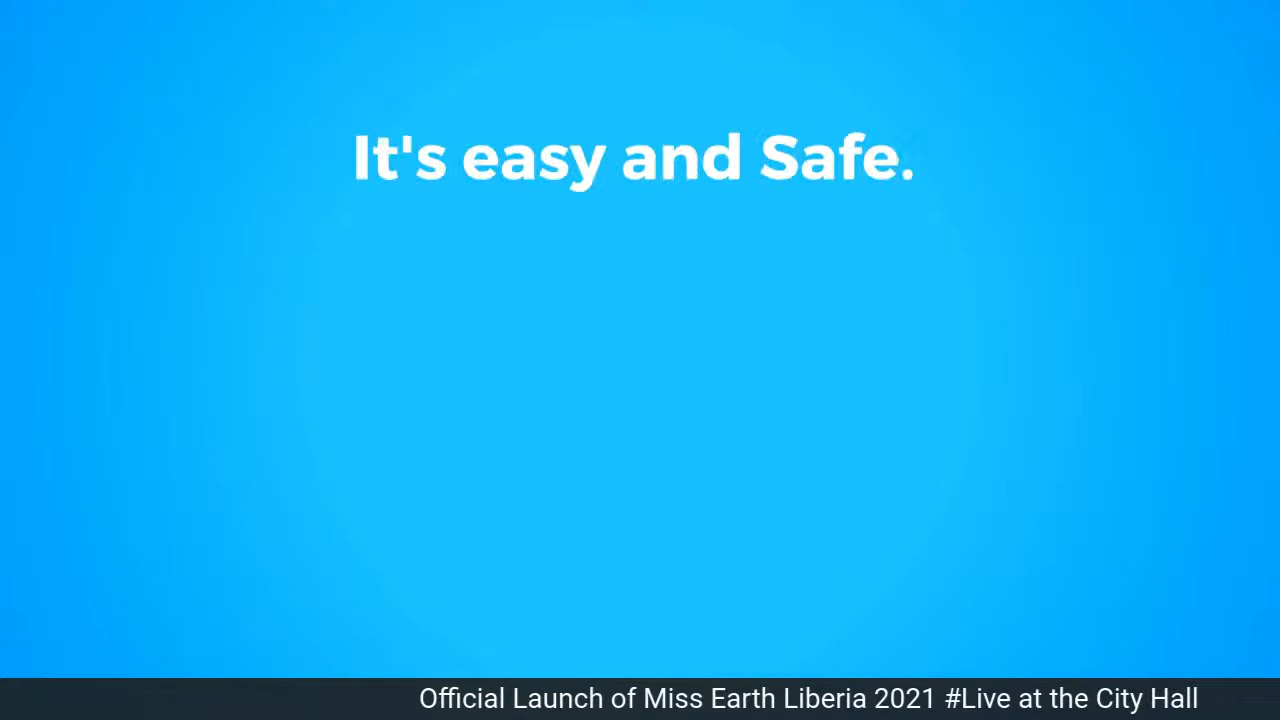 It's easy and Safe.
Official Launch of Miss Earth Liberia 2021 #Live at the City Hall